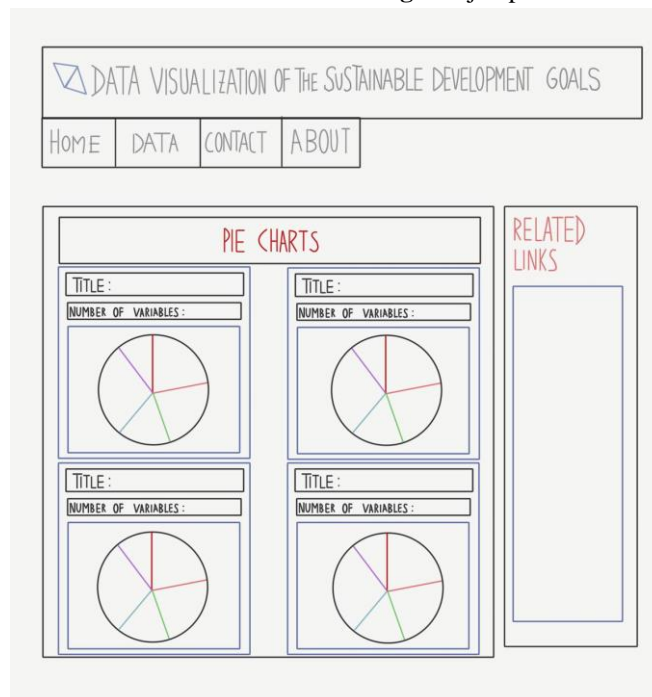 DATA VISUALIZATION OF THE SUSTAINABLE DEVELOPMENT GOALS
HOME DATA CONTACT ABOUT
PIE CHARTS
TITLE:
NUMBER OF VARIABLES:
TITLE:
NUMBER OF VARIABLES:
TITLE:
NUMBER OF VARIABLES:
TITLE:
NUMBER OF VARIABLES:
RELATED
LINKS